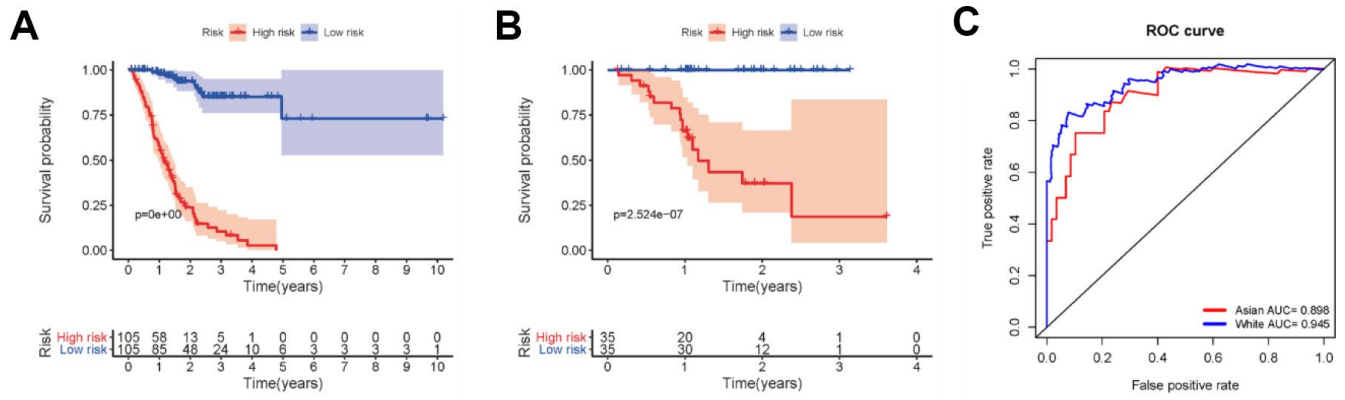 A
Risk High risk Low risk
Survival probability
1.00
0.75
0.50
0.25
0.00
p=0e+00
0 1 2 3 4 5 6 7 8 9 10
Time(years)
Risk
High risk 105 58 13 5 1 0 0 0 0 0 0
Low risk 105 85 48 24 10 6 3 3 3 3 1
0 1 2 3 4 5 6 7 8 9 10
Time(years)
B
Risk High risk Low risk
Survival probability
1.00
0.75
0.50
0.25
0.00
p=2.524e−07
0 1 2 3 4
Time(years)
Risk
High risk 35 20 4 1 0
Low risk 35 30 12 1 0
0 1 2 3 4
Time(years)
C
ROC curve
True positive rate
1.0
0.8
0.6
0.4
0.2
0.0
Asian AUC= 0.898
White AUC= 0.945
0.0 0.2 0.4 0.6 0.8 1.0
False positive rate